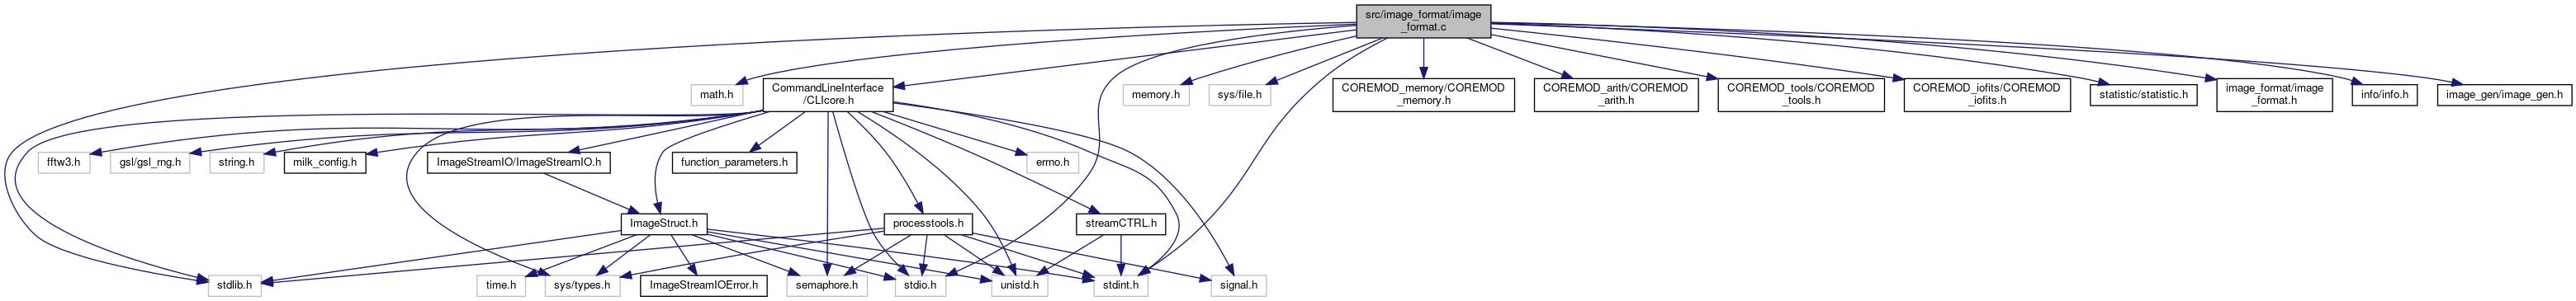 src/image_format/image
_format.c
math.h
CommandLineInterface
/CLIcore.h
memory.h
sys/file.h
COREMOD_memory/COREMOD
_memory.h
COREMOD_arith/COREMOD
_arith.h
COREMOD_tools/COREMOD
_tools.h
COREMOD_iofits/COREMOD
_iofits.h
statistic/statistic.h
image_format/image
_format.h
info/info.h
image_gen/image_gen.h
fftw3.h
gsl/gsl_rng.h
string.h
milk_config.h
ImageStreamIO/ImageStreamIO.h
function_parameters.h
errno.h
ImageStruct.h
processtools.h
streamCTRL.h
stdlib.h
time.h
sys/types.h
ImageStreamIOError.h
semaphore.h
stdio.h
unistd.h
stdint.h
signal.h